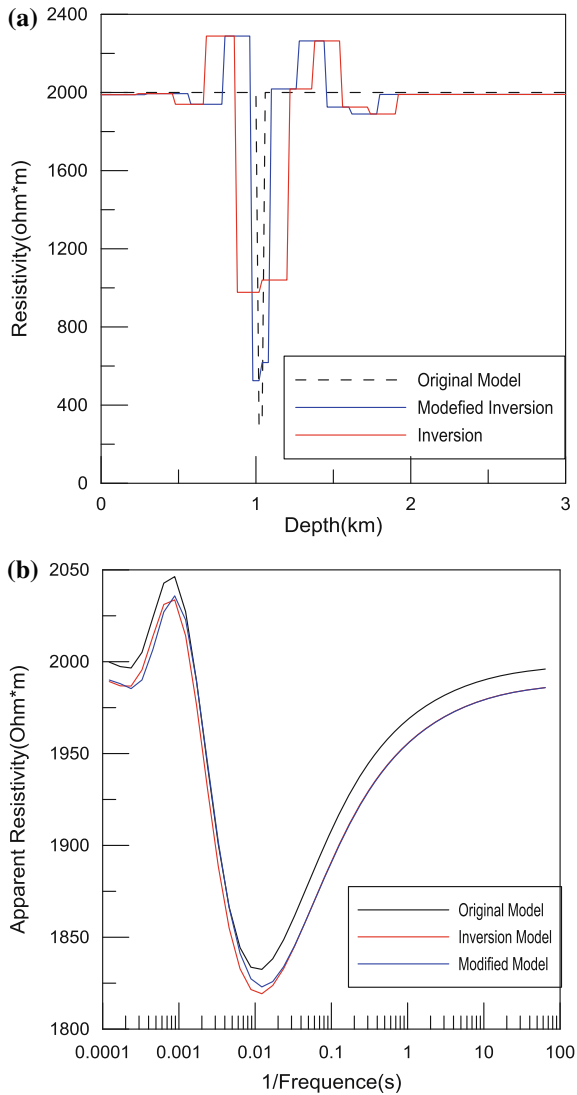 (a)
2400
2000
1600
1200
800
400
0
Resistivity(ohm*m)
Original Model
Modefied Inversion
Inversion
0 1 2 3
Depth(km)
(b)
2050
2000
1950
1900
1850
1800
Apparent Resistivity(Ohm*m)
Original Model
Inversion Model
Modified Model
0.0001 0.001 0.01 0.1 1 10 100
1/Frequence(s)